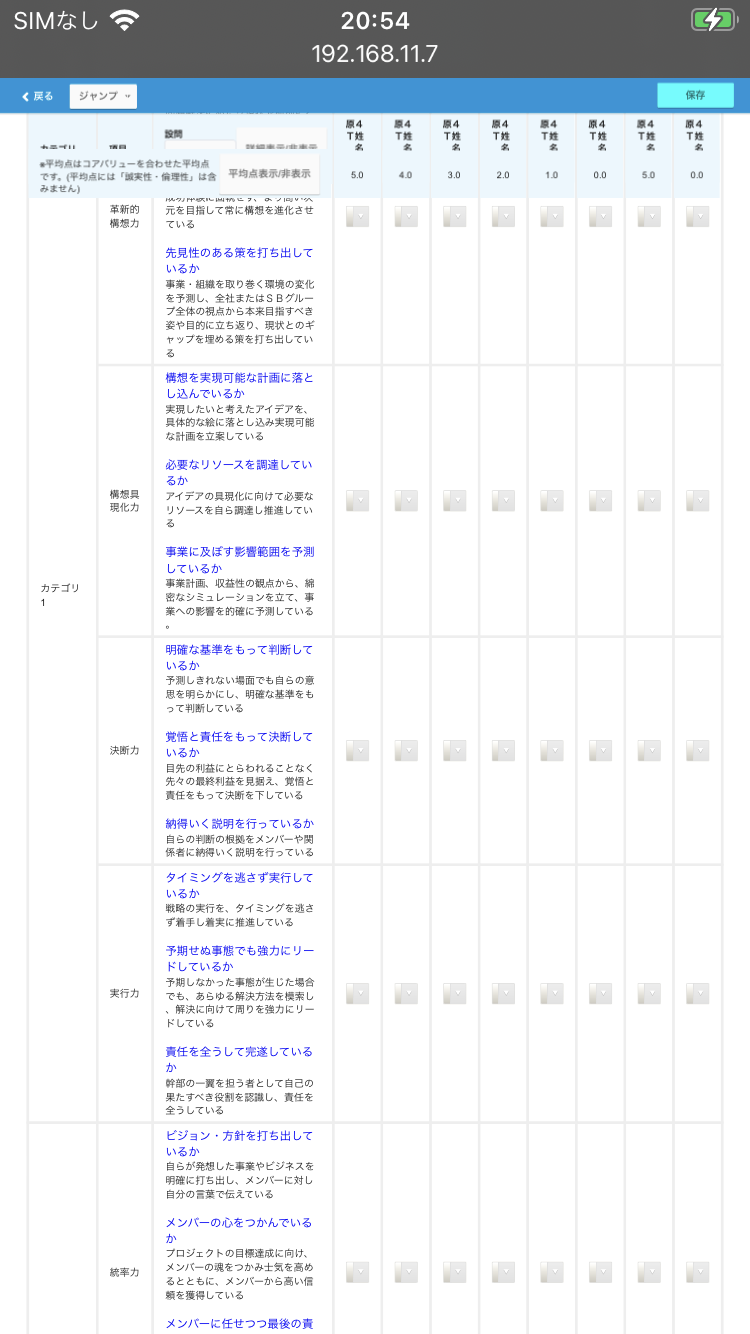 SIMなし
20:54
192.168.11.7
戻る
ジャンプ
保存
カテゴリ
項目
設問
詳細表示/非表示
原４
T姓
名
原４
T姓
名
原４
T姓
名
原４
T姓
名
原４
T姓
名
原４
T姓
名
原４
T姓
名
原４
T姓
名
※平均点はコアバリューを合わせた平均点
です。(平均点には「誠実性・倫理性」は含
みません)
平均点表示/非表示
5.0
4.0
3.0
2.0
1.0
0.0
5.0
0.0
カテゴリ
1
革新的
構想力
成功体験に固執せず、より高い次
元を目指して常に構想を進化させ
ている
先見性のある策を打ち出して
いるか
事業・組織を取り巻く環境の変化
を予測し、全社またはＳＢグルー
プ全体の視点から本来目指すべき
姿や目的に立ち返り、現状とのギ
ャップを埋める策を打ち出してい
る
構想具
現化力
構想を実現可能な計画に落と
し込んでいるか
実現したいと考えたアイデアを、
具体的な絵に落とし込み実現可能
な計画を立案している
必要なリソースを調達してい
るか
アイデアの具現化に向けて必要な
リソースを自ら調達し推進してい
る
事業に及ぼす影響範囲を予測
しているか
事業計画、収益性の観点から、綿
密なシミュレーションを立て、事
業への影響を的確に予測している
。
決断力
明確な基準をもって判断して
いるか
予測しきれない場面でも自らの意
思を明らかにし、明確な基準をも
って判断している
覚悟と責任をもって決断して
いるか
目先の利益にとらわれることなく
先々の最終利益を見据え、覚悟と
責任をもって決断を下している
納得いく説明を行っているか
自らの判断の根拠をメンバーや関
係者に納得いく説明を行っている
実行力
タイミングを逃さず実行して
いるか
戦略の実行を、タイミングを逃さ
ず着手し着実に推進している
予期せぬ事態でも強力にリー
ドしているか
予期しなかった事態が生じた場合
でも、あらゆる解決方法を模索し
、解決に向けて周りを強力にリー
ドしている
責任を全うして完遂している
か
幹部の一翼を担う者として自己の
果たすべき役割を認識し、責任を
全うしている
統率力
ビジョン・方針を打ち出して
いるか
自らが発想した事業やビジネスを
明確に打ち出し、メンバーに対し
自分の言葉で伝えている
メンバーの心をつかんでいる
か
プロジェクトの目標達成に向け、
メンバーの魂をつかみ士気を高め
るとともに、メンバーから高い信
頼を獲得している
メンバーに任せつつ最後の責